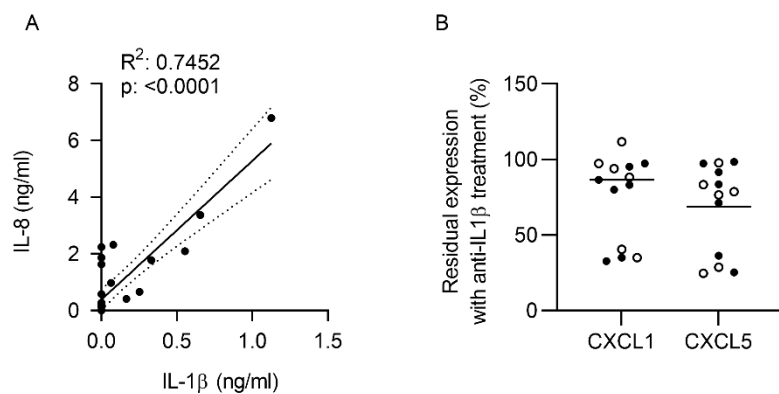 A
R²: 0.7452
p: <0.0001
IL-8 (ng/ml)
8
6
4
2
0
0.0 0.5 1.0 1.5
IL-1β (ng/ml)
B
Residual expression
with anti-IL1β treatment (%)
150
100
50
0
CXCL1 CXCL5